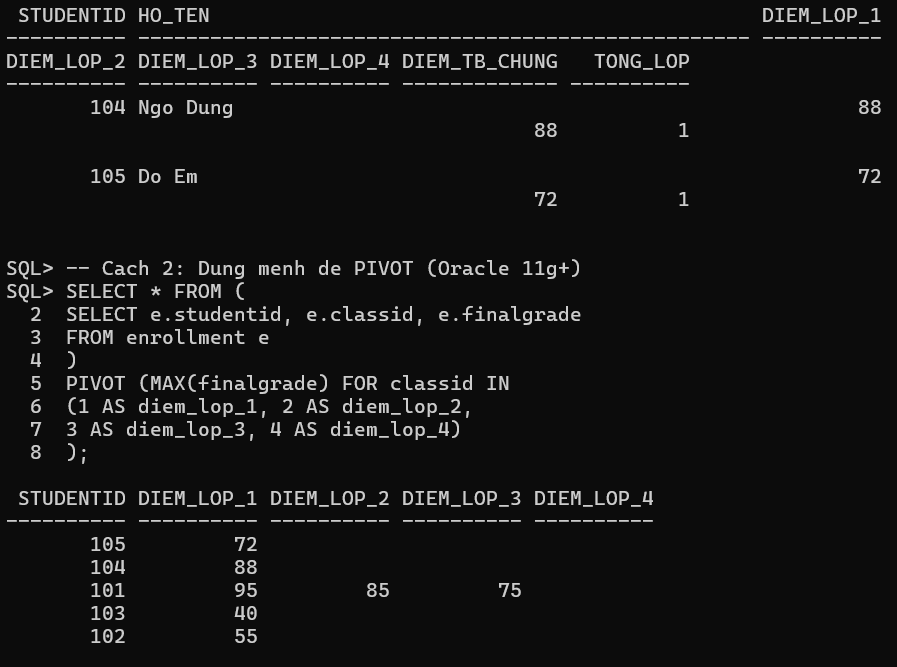 STUDENTID HO_TEN                                              DIEM_LOP_1
---------- --------------------------------------------------- ----------
DIEM_LOP_2 DIEM_LOP_3 DIEM_LOP_4 DIEM_TB_CHUNG   TONG_LOP
---------- ---------- ---------- ------------- ----------
       104 Ngo Dung                                                    88
                                            88          1
       105 Do Em                                                       72
                                            72          1
SQL> -- Cach 2: Dung menh de PIVOT (Oracle 11g+)
SQL> SELECT * FROM (
  2  SELECT e.studentid, e.classid, e.finalgrade
  3  FROM enrollment e
  4  )
  5  PIVOT (MAX(finalgrade) FOR classid IN
  6  (1 AS diem_lop_1, 2 AS diem_lop_2,
  7  3 AS diem_lop_3, 4 AS diem_lop_4)
  8  );
 STUDENTID DIEM_LOP_1 DIEM_LOP_2 DIEM_LOP_3 DIEM_LOP_4
---------- ---------- ---------- ---------- ----------
       105         72
       104         88
       101         95         85         75
       103         40
       102         55